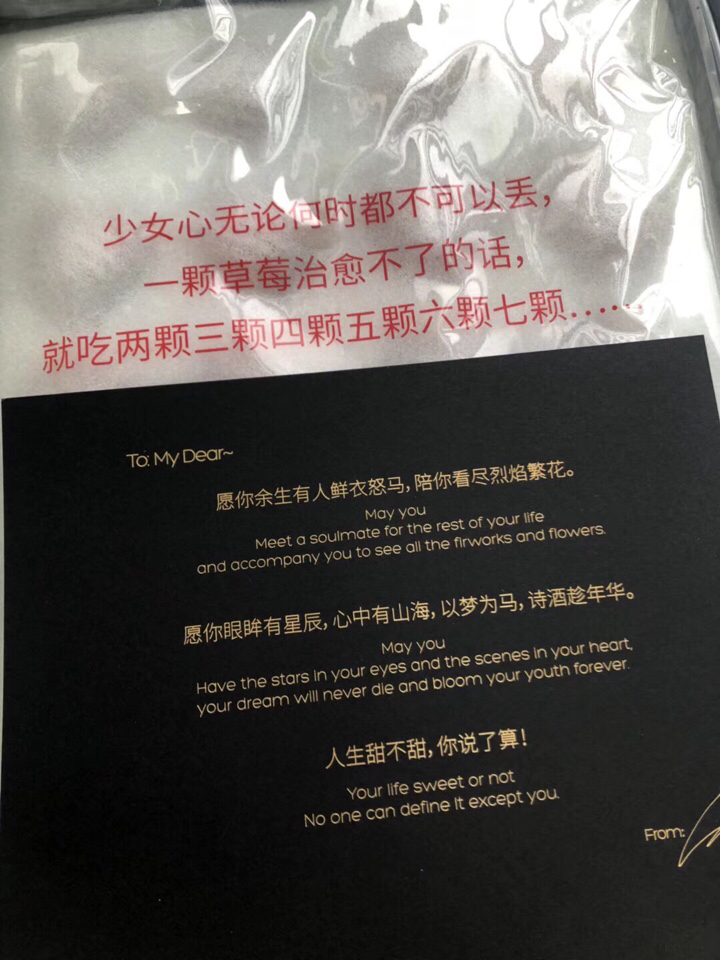 少女心无论何时都不可以丢，
一颗草莓治愈不了的话，
就吃两颗三颗四颗五颗六颗七颗……
To: My Dear~
愿你余生有人鲜衣怒马，陪你看尽烈焰繁花。
May you
Meet a soulmate for the rest of your life
and accompany you to see all the firworks and flowers.
愿你眼眸有星辰，心中有山海，以梦为马，诗酒趁年华。
May you
Have the stars in your eyes and the scenes in your heart,
your dream will never die and bloom your youth forever.
人生甜不甜，你说了算！
Your life sweet or not
No one can define it except you.
From: